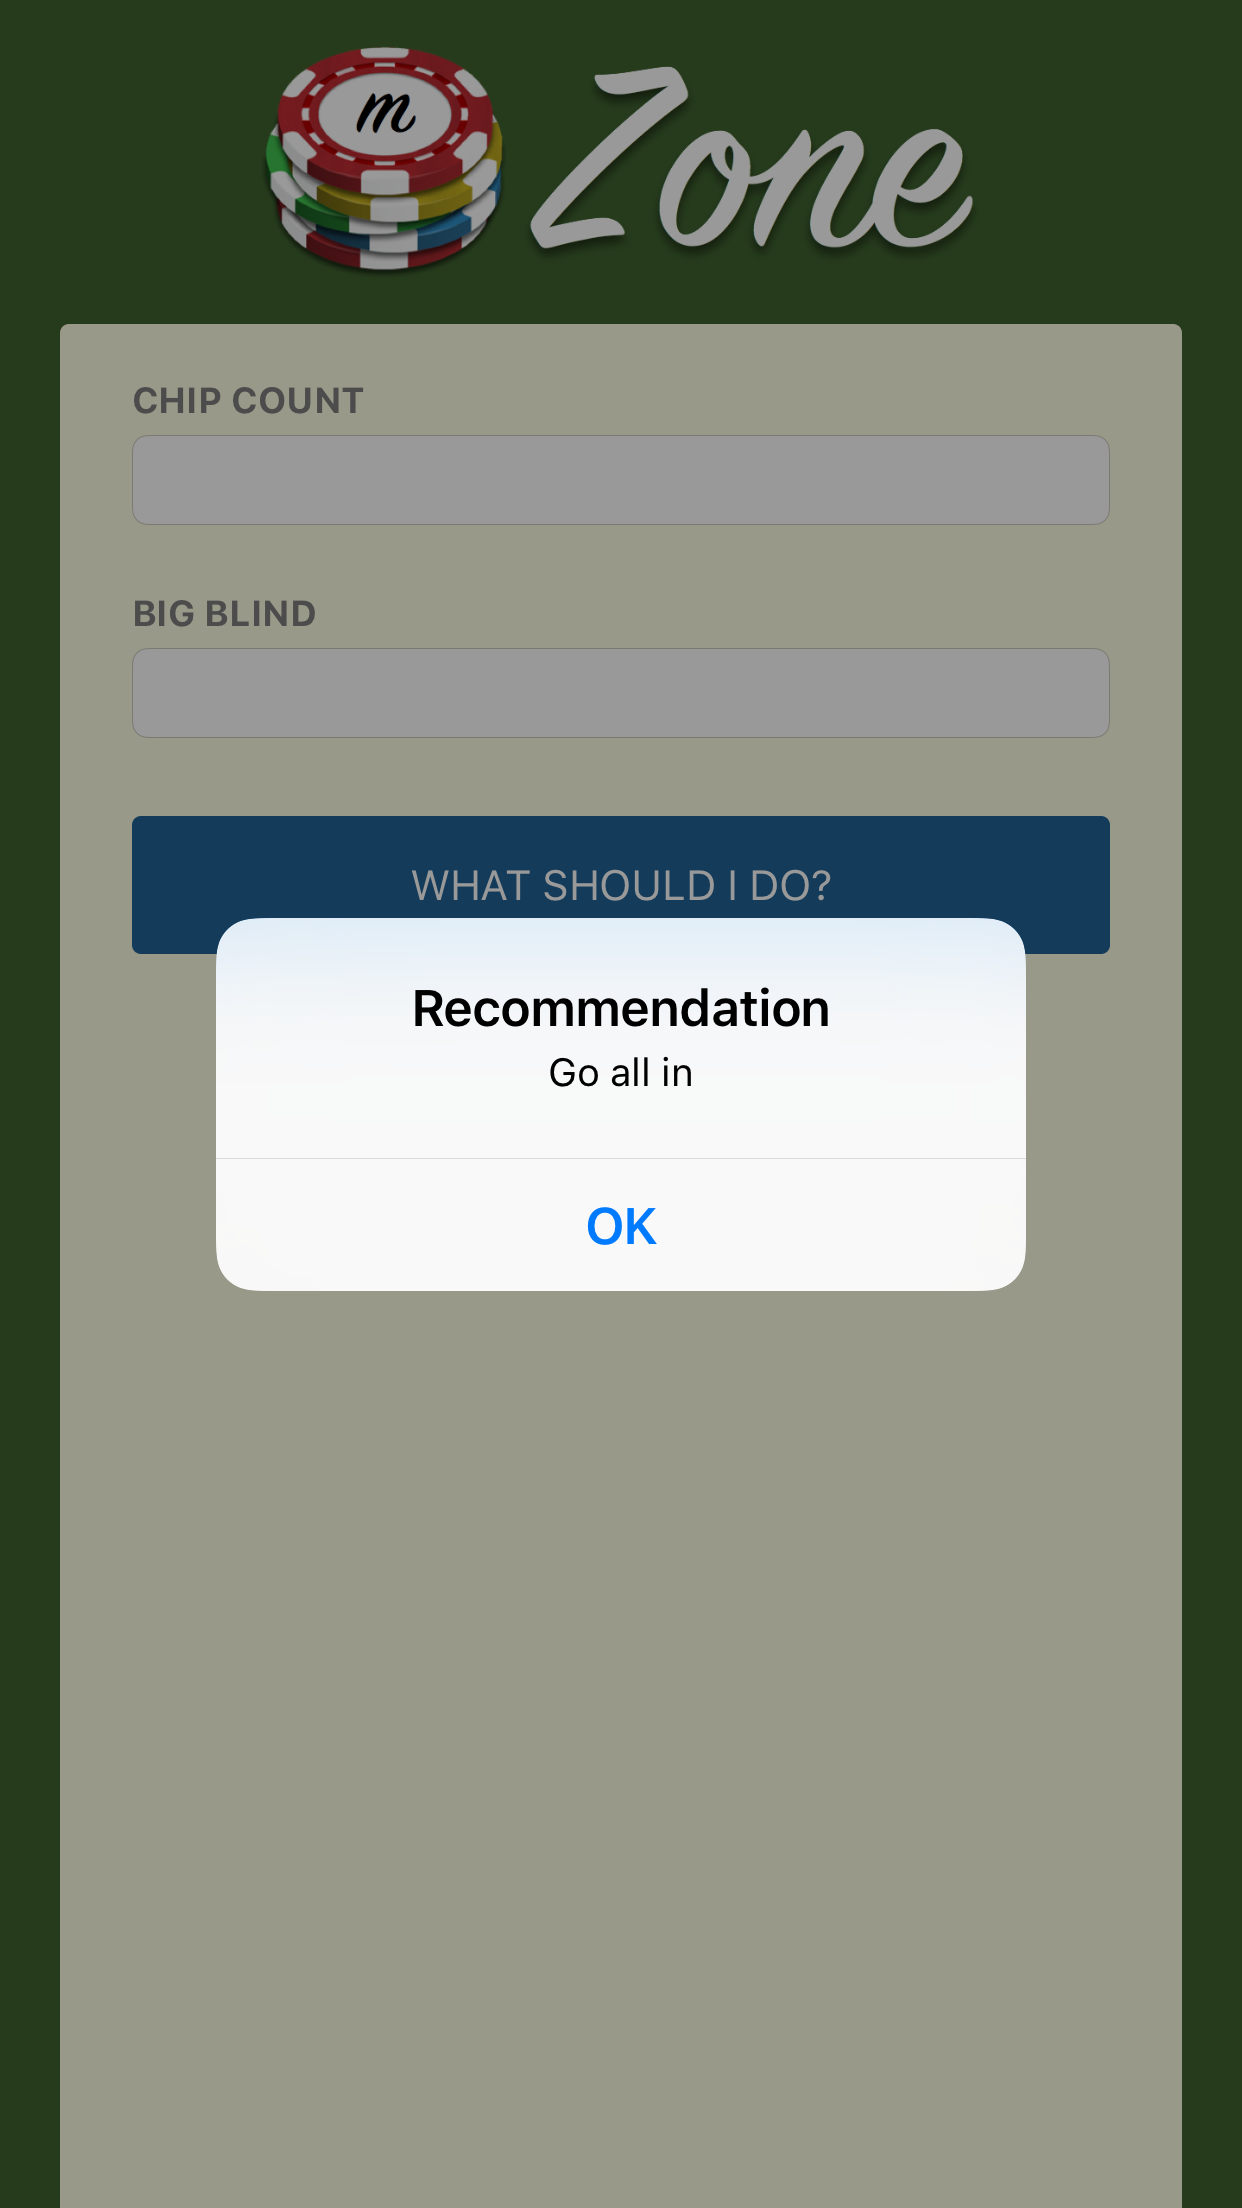 m Zone
CHIP COUNT
BIG BLIND
WHAT SHOULD I DO?
Recommendation
Go all in
OK